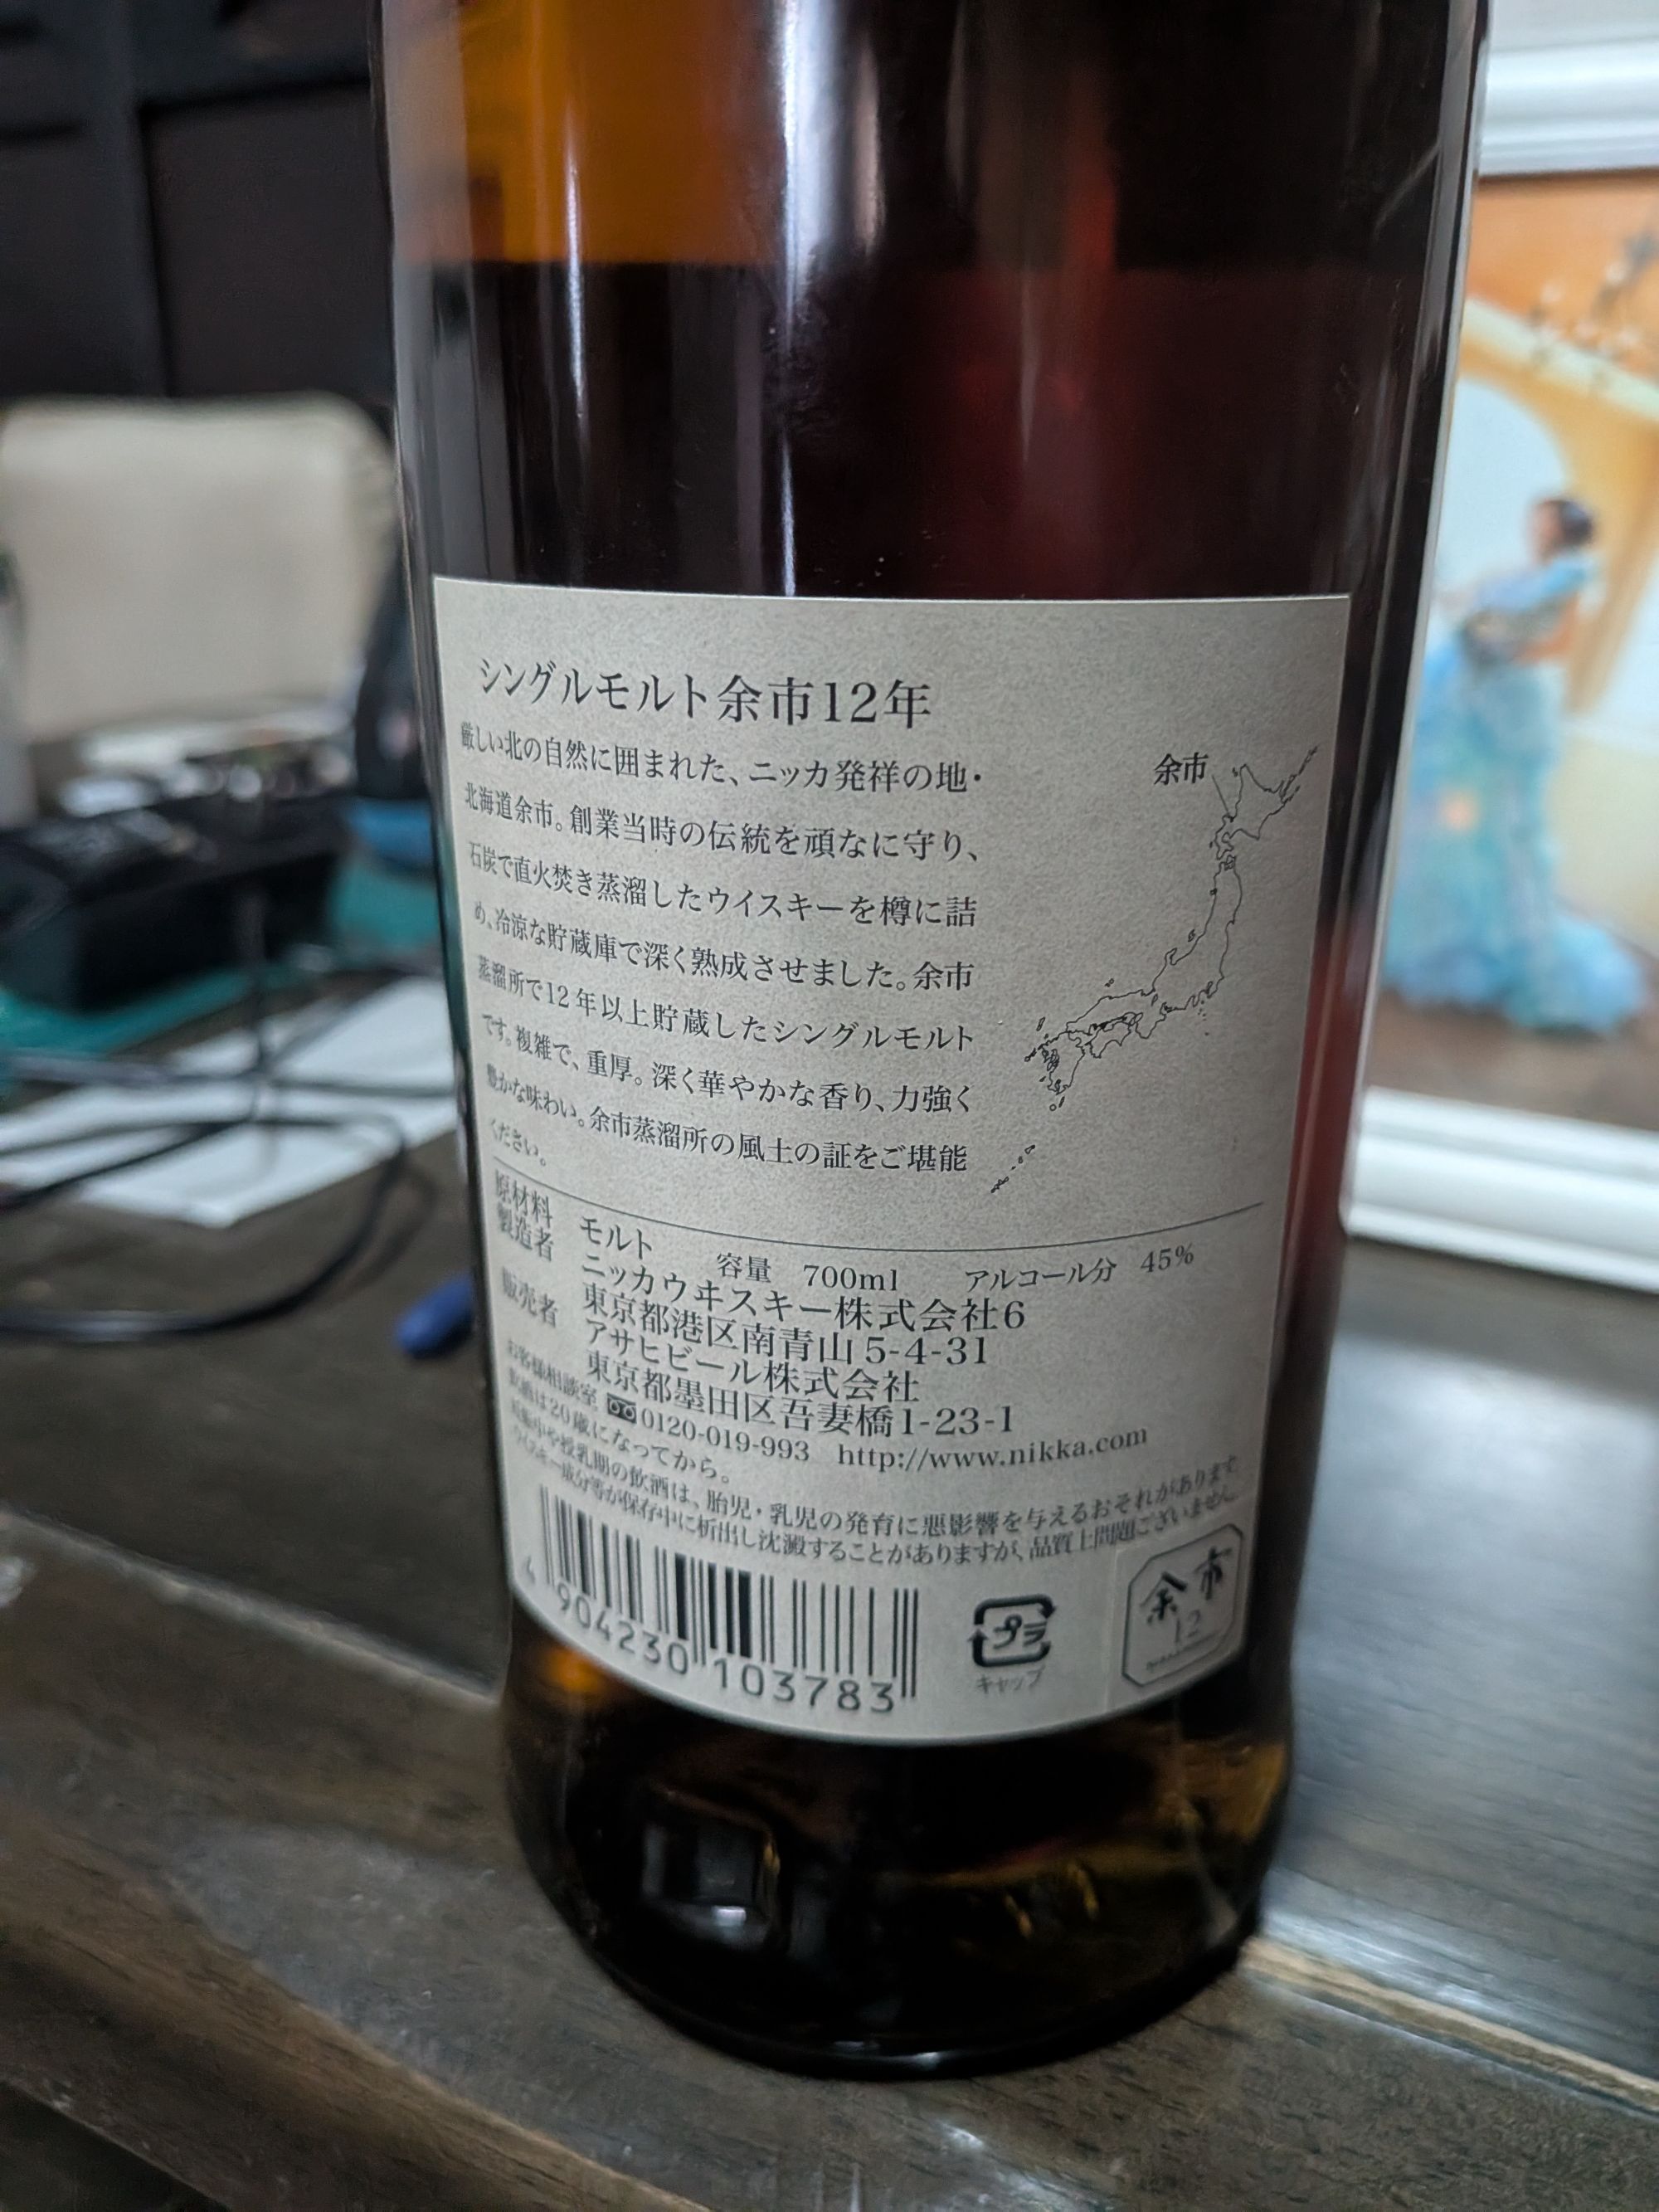 シングルモルト余市12年
厳しい北の自然に囲まれた、ニッカ発祥の地・
北海道余市。創業当時の伝統を頑なに守り、
石炭で直火焚き蒸溜したウイスキーを樽に詰
め、冷涼な貯蔵庫で深く熟成させました。余市
蒸溜所で12年以上貯蔵したシングルモルト
です。複雑で、重厚。深く華やかな香り、力強く
豊かな味わい。余市蒸溜所の風土の証をご堪能
ください。
余市
原材料 モルト 容量 700ml アルコール分 45%
製造者 ニッカウヰスキー株式会社6
東京都港区南青山5-4-31
販売者 アサヒビール株式会社
東京都墨田区吾妻橋1-23-1
お客様相談室 0120-019-993 http://www.nikka.com
飲酒は20歳になってから。
妊娠中や授乳期の飲酒は、胎児・乳児の発育に悪影響を与えるおそれがあります
ウイスキー成分等が保存中に析出し沈澱することがありますが、品質上問題ございません。
4 904230 103783
プラ
キャップ
余市
12